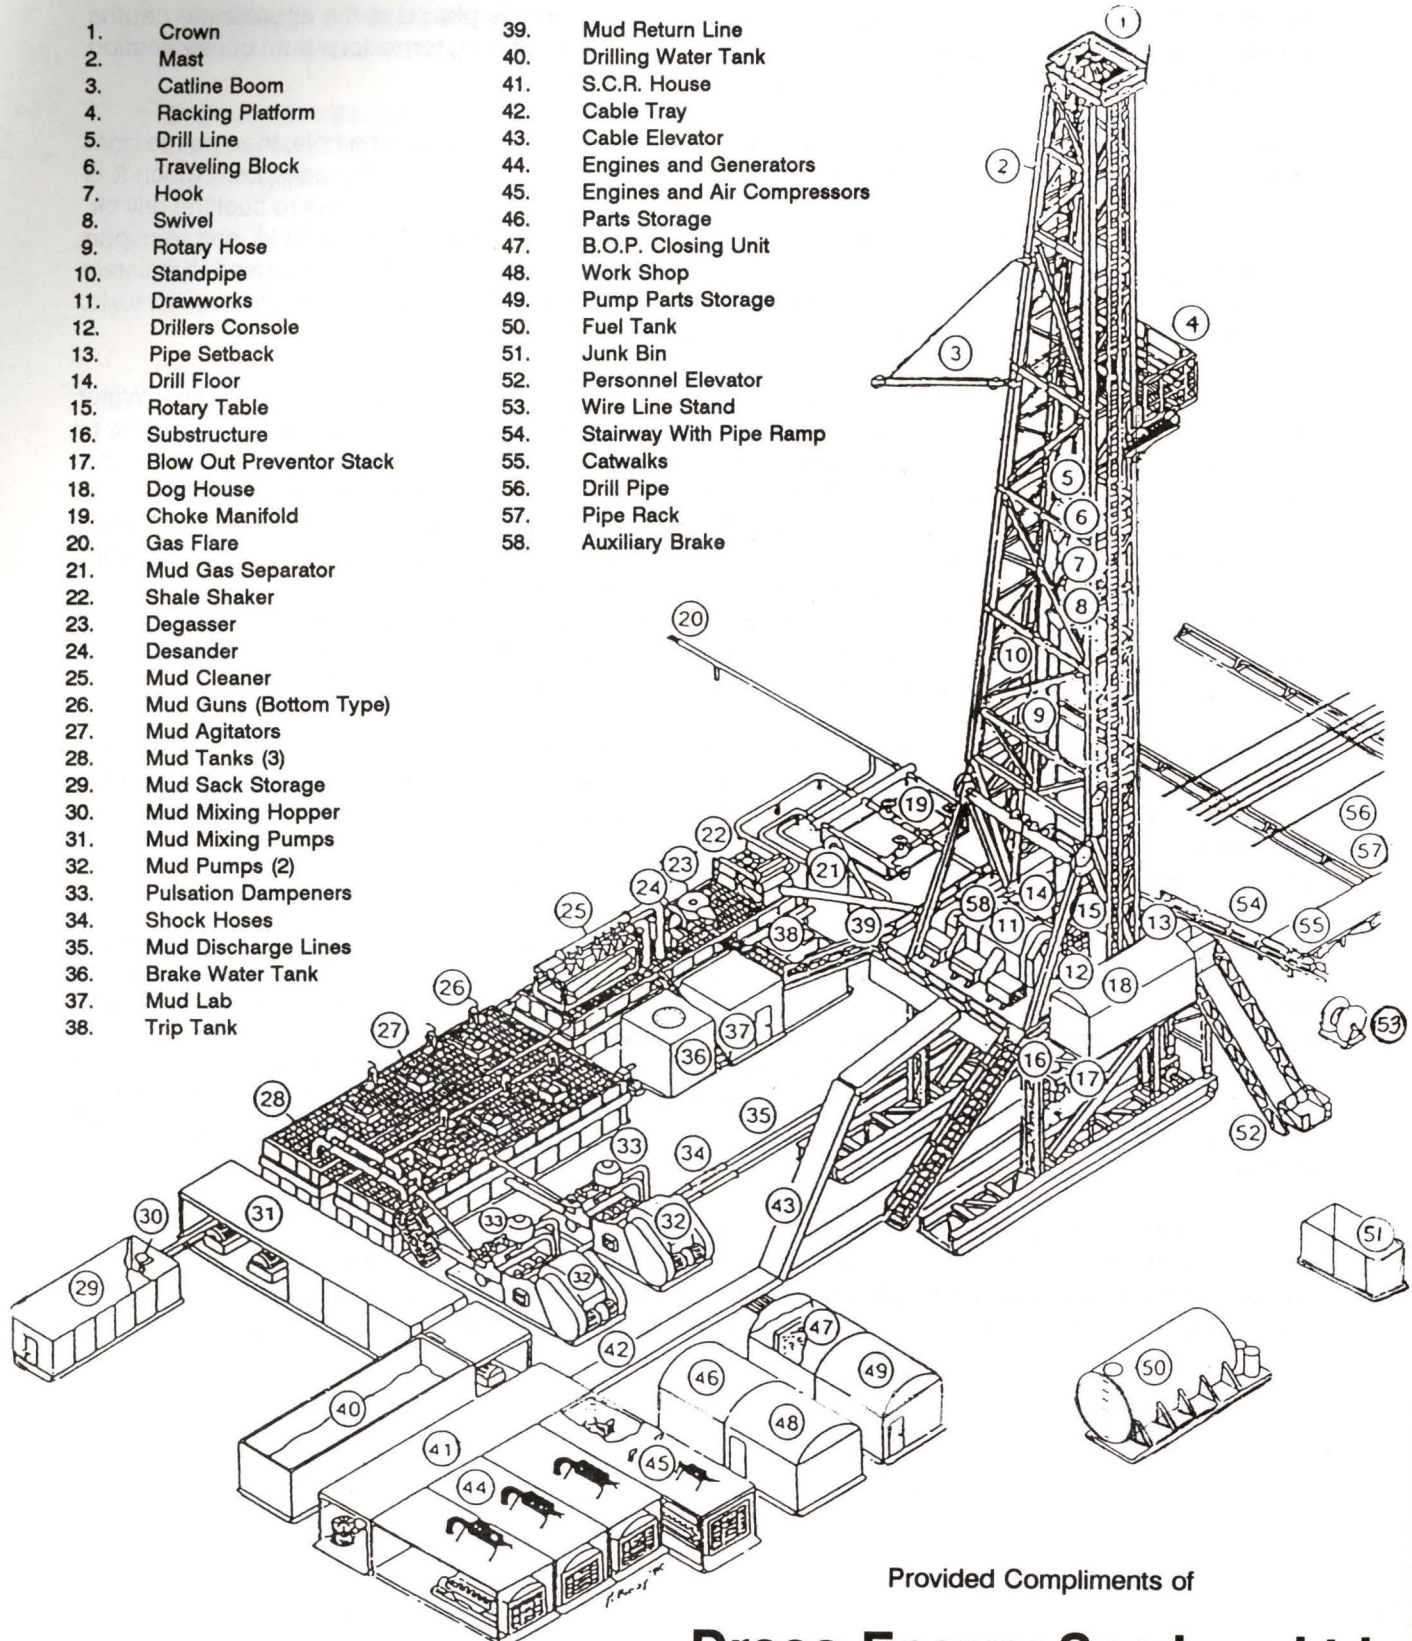 1. Crown
2. Mast
3. Catline Boom
4. Racking Platform
5. Drill Line
6. Traveling Block
7. Hook
8. Swivel
9. Rotary Hose
10. Standpipe
11. Drawworks
12. Drillers Console
13. Pipe Setback
14. Drill Floor
15. Rotary Table
16. Substructure
17. Blow Out Preventor Stack
18. Dog House
19. Choke Manifold
20. Gas Flare
21. Mud Gas Separator
22. Shale Shaker
23. Degasser
24. Desander
25. Mud Cleaner
26. Mud Guns (Bottom Type)
27. Mud Agitators
28. Mud Tanks (3)
29. Mud Sack Storage
30. Mud Mixing Hopper
31. Mud Mixing Pumps
32. Mud Pumps (2)
33. Pulsation Dampeners
34. Shock Hoses
35. Mud Discharge Lines
36. Brake Water Tank
37. Mud Lab
38. Trip Tank
39. Mud Return Line
40. Drilling Water Tank
41. S.C.R. House
42. Cable Tray
43. Cable Elevator
44. Engines and Generators
45. Engines and Air Compressors
46. Parts Storage
47. B.O.P. Closing Unit
48. Work Shop
49. Pump Parts Storage
50. Fuel Tank
51. Junk Bin
52. Personnel Elevator
53. Wire Line Stand
54. Stairway With Pipe Ramp
55. Catwalks
56. Drill Pipe
57. Pipe Rack
58. Auxiliary Brake
1
2
3
4
5
6
7
8
10
9
20
19
22
21
23
24
25
14
58
11
15
13
54
55
56
57
38
39
12
18
53
26
27
36
37
16
17
28
35
52
33
34
30
31
43
32
33
32
51
29
42
47
49
50
46
48
40
41
44
45
Provided Compliments of